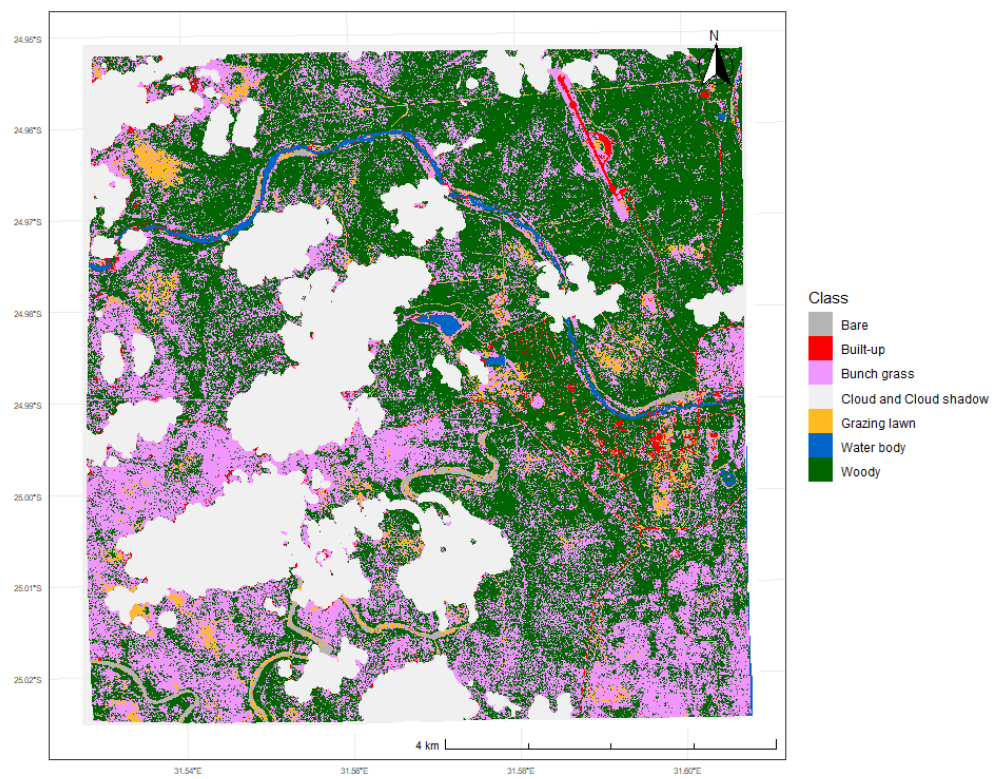 N
24.95°S
24.96°S
24.97°S
24.98°S
24.99°S
25.00°S
25.01°S
25.02°S
Class
Bare
Built-up
Bunch grass
Cloud and Cloud shadow
Grazing lawn
Water body
Woody
4 km
31.54°E
31.56°E
31.58°E
31.60°E